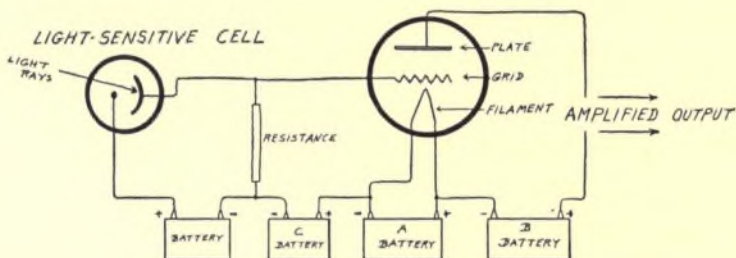 LIGHT-SENSITIVE CELL
LIGHT
RAYS
PLATE
GRID
FILAMENT
AMPLIFIED OUTPUT
RESISTANCE
+ - - + - + - +
BATTERY
C
BATTERY
A
BATTERY
B
BATTERY